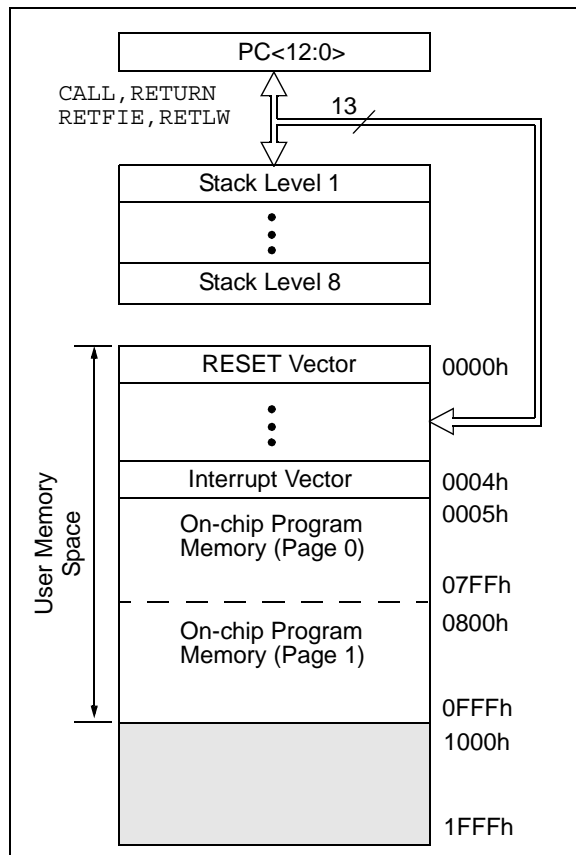 PC<12:0>
CALL,RETURN
RETFIE,RETLW
13
Stack Level 1
Stack Level 8
RESET Vector
0000h
Interrupt Vector
0004h
0005h
On-chip Program
Memory (Page 0)
07FFh
User Memory
Space
0800h
On-chip Program
Memory (Page 1)
0FFFh
1000h
1FFFh